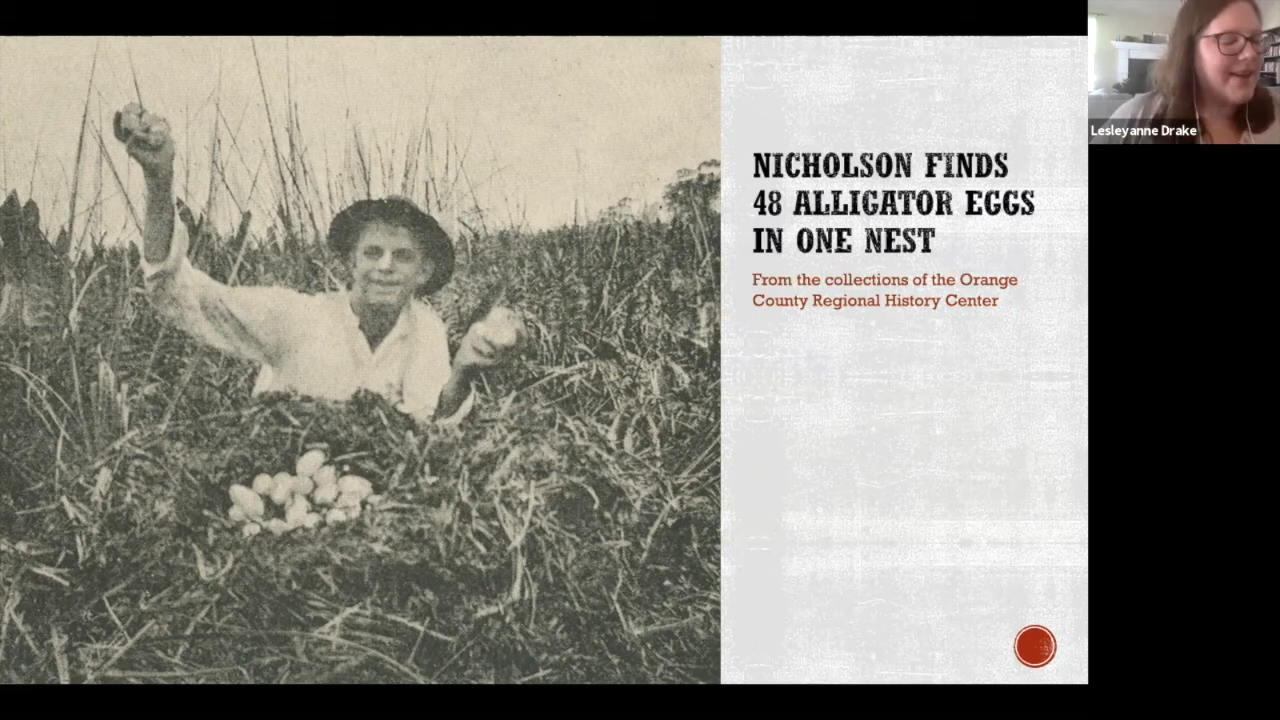 NICHOLSON FINDS
48 ALLIGATOR EGGS
IN ONE NEST
From the collections of the Orange
County Regional History Center
Lesleyanne Drake